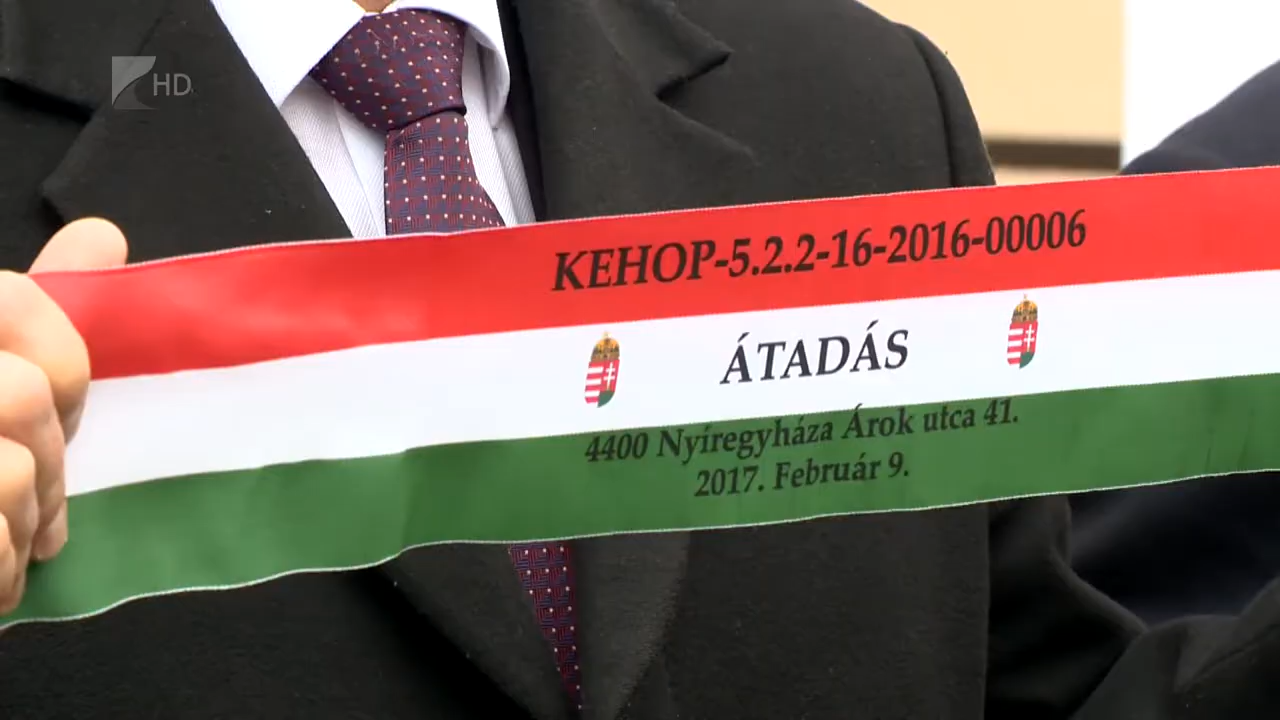 HD
KEHOP-5.2.2-16-2016-00006
ÁTADÁS
4400 Nyíregyháza Árok utca 41.
2017. Február 9.